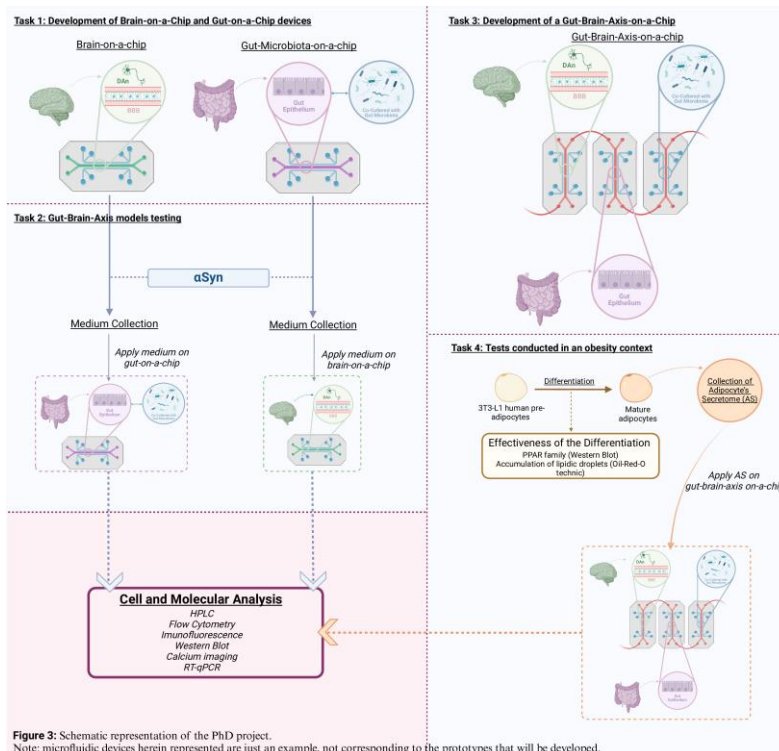 Task 1: Development of Brain-on-a-Chip and Gut-on-a-Chip devices
Brain-on-a-chip
Gut-Microbiota-on-a-chip
DAn
BBB
Gut
Epithelium
Co-Cultured with
Gut Microbiota
Task 2: Gut-Brain-Axis models testing
αSyn
Medium Collection
Medium Collection
Apply medium on
gut-on-a-chip
Apply medium on
brain-on-a-chip
Gut
Epithelium
DAn
Cell and Molecular Analysis
HPLC
Flow Cytometry
Imunofluorescence
Western Blot
Calcium imaging
RT-qPCR
Task 3: Development of a Gut-Brain-Axis-on-a-Chip
Gut-Brain-Axis-on-a-chip
DAn
BBB
Co-Cultured with
Gut Microbiota
Gut
Epithelium
Task 4: Tests conducted in an obesity context
Differentiation
3T3-L1 human pre-
adipocytes
Mature
adipocytes
Collection of
Adipocyte's
Secretome (AS)
Effectiveness of the Differentiation
PPAR family (Western Blot)
Accumulation of lipidic droplets (Oil-Red-O
technic)
Apply AS on
gut-brain-axis on-a-chip
DAn
Gut
Epithelium
Figure 3: Schematic representation of the PhD project.
Note: microfluidic devices herein represented are just an example, not corresponding to the prototypes that will be developed.